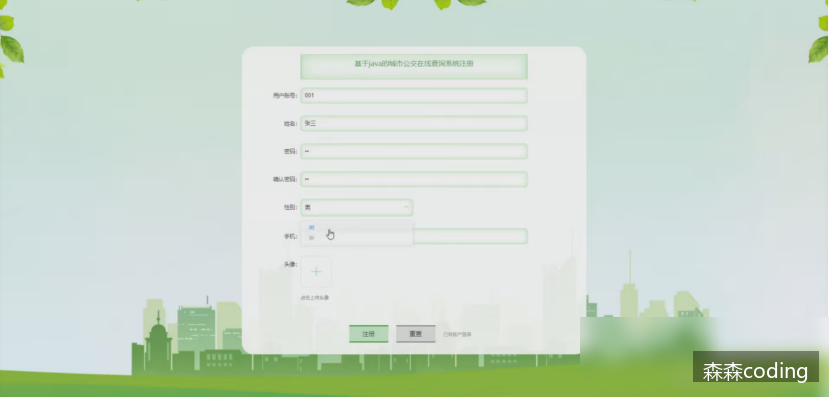 基于java的城市公交在线查询系统注册
用户账号： 001
姓名： 张三
密码： ••
确认密码： ••
性别： 男
男
女
手机：
头像：
点击上传头像
注册 重置 已有账户登录
森森coding